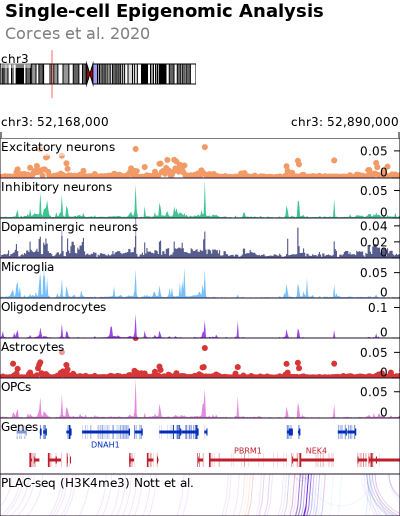 Single-cell Epigenomic Analysis
Corces et al. 2020
chr3
chr3: 52,168,000 chr3: 52,890,000
Excitatory neurons 0.05
0
Inhibitory neurons 0.05
0
Dopaminergic neurons 0.04
0.02
0
Microglia 0.05
0
Oligodendrocytes 0.1
0
Astrocytes 0.05
0
OPCs 0.05
0
Genes
DNAH1
PBRM1 NEK4
PLAC-seq (H3K4me3) Nott et al.